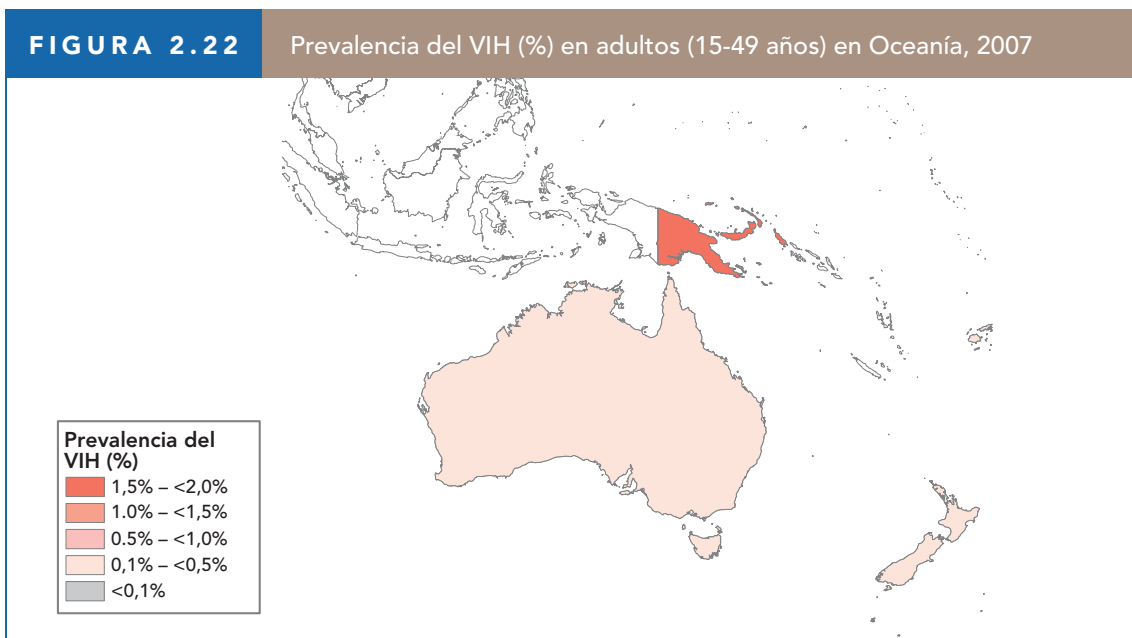 FIGURA 2.22
Prevalencia del VIH (%) en adultos (15-49 años) en Oceanía, 2007
Prevalencia del
VIH (%)
1,5% – <2,0%
1.0% – <1,5%
0.5% – <1,0%
0,1% – <0,5%
<0,1%